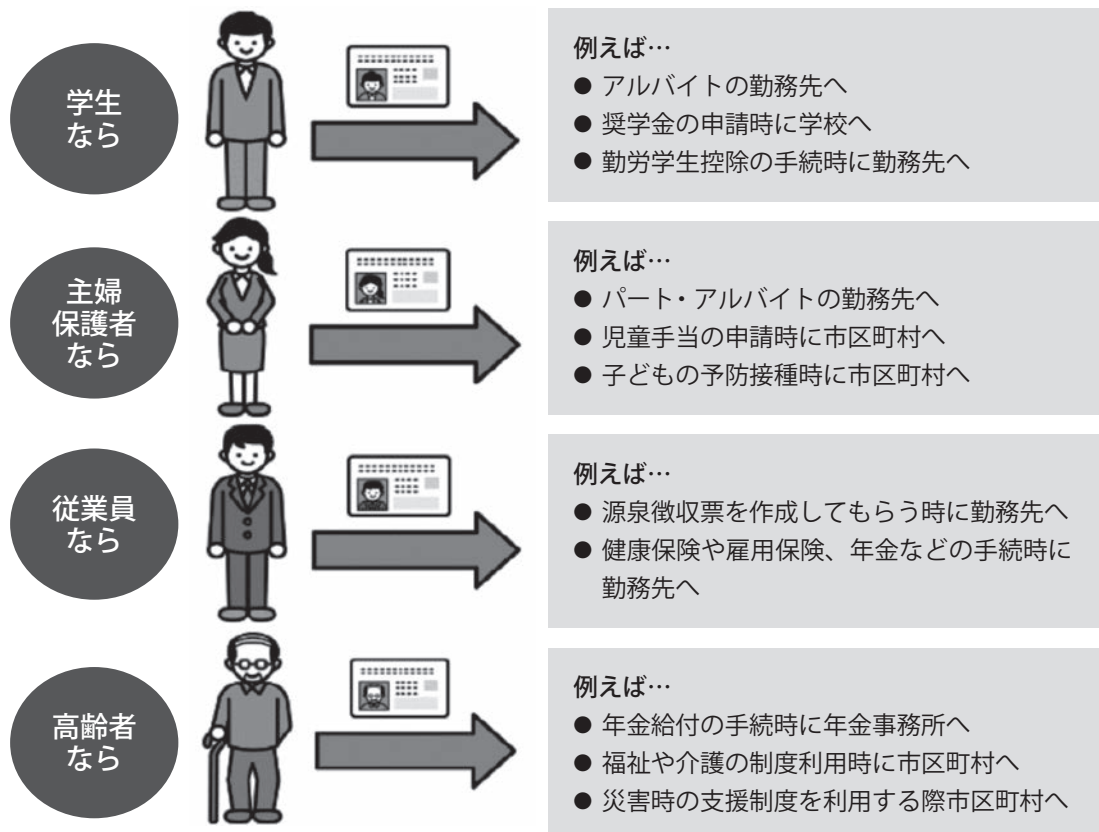 学生
なら
例えば…
● アルバイトの勤務先へ
● 奨学金の申請時に学校へ
● 勤労学生控除の手続時に勤務先へ
主婦
保護者
なら
例えば…
● パート・アルバイトの勤務先へ
● 児童手当の申請時に市区町村へ
● 子どもの予防接種時に市区町村へ
従業員
なら
例えば…
● 源泉徴収票を作成してもらう時に勤務先へ
● 健康保険や雇用保険、年金などの手続時に
勤務先へ
高齢者
なら
例えば…
● 年金給付の手続時に年金事務所へ
● 福祉や介護の制度利用時に市区町村へ
● 災害時の支援制度を利用する際市区町村へ